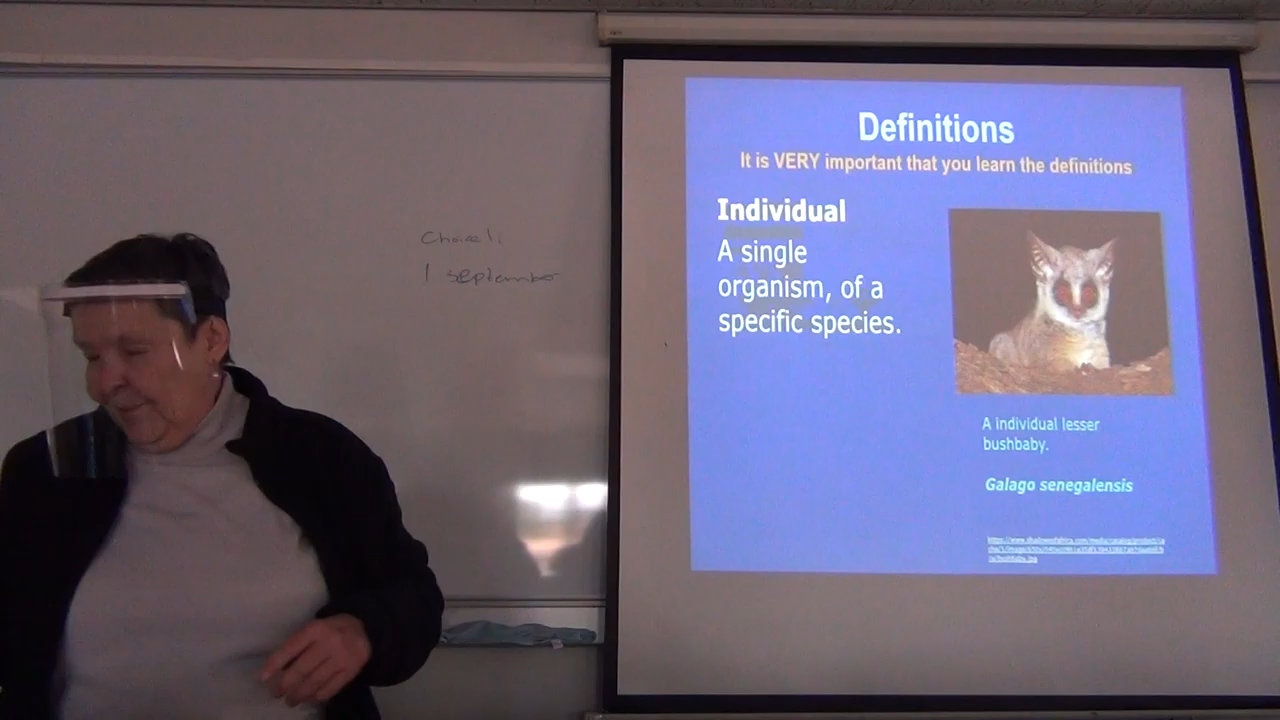 1 september
Definitions
It is VERY important that you learn the definitions
Individual
A single
organism, of a
specific species.
A individual lesser
bushbaby.
Galago senegalensis